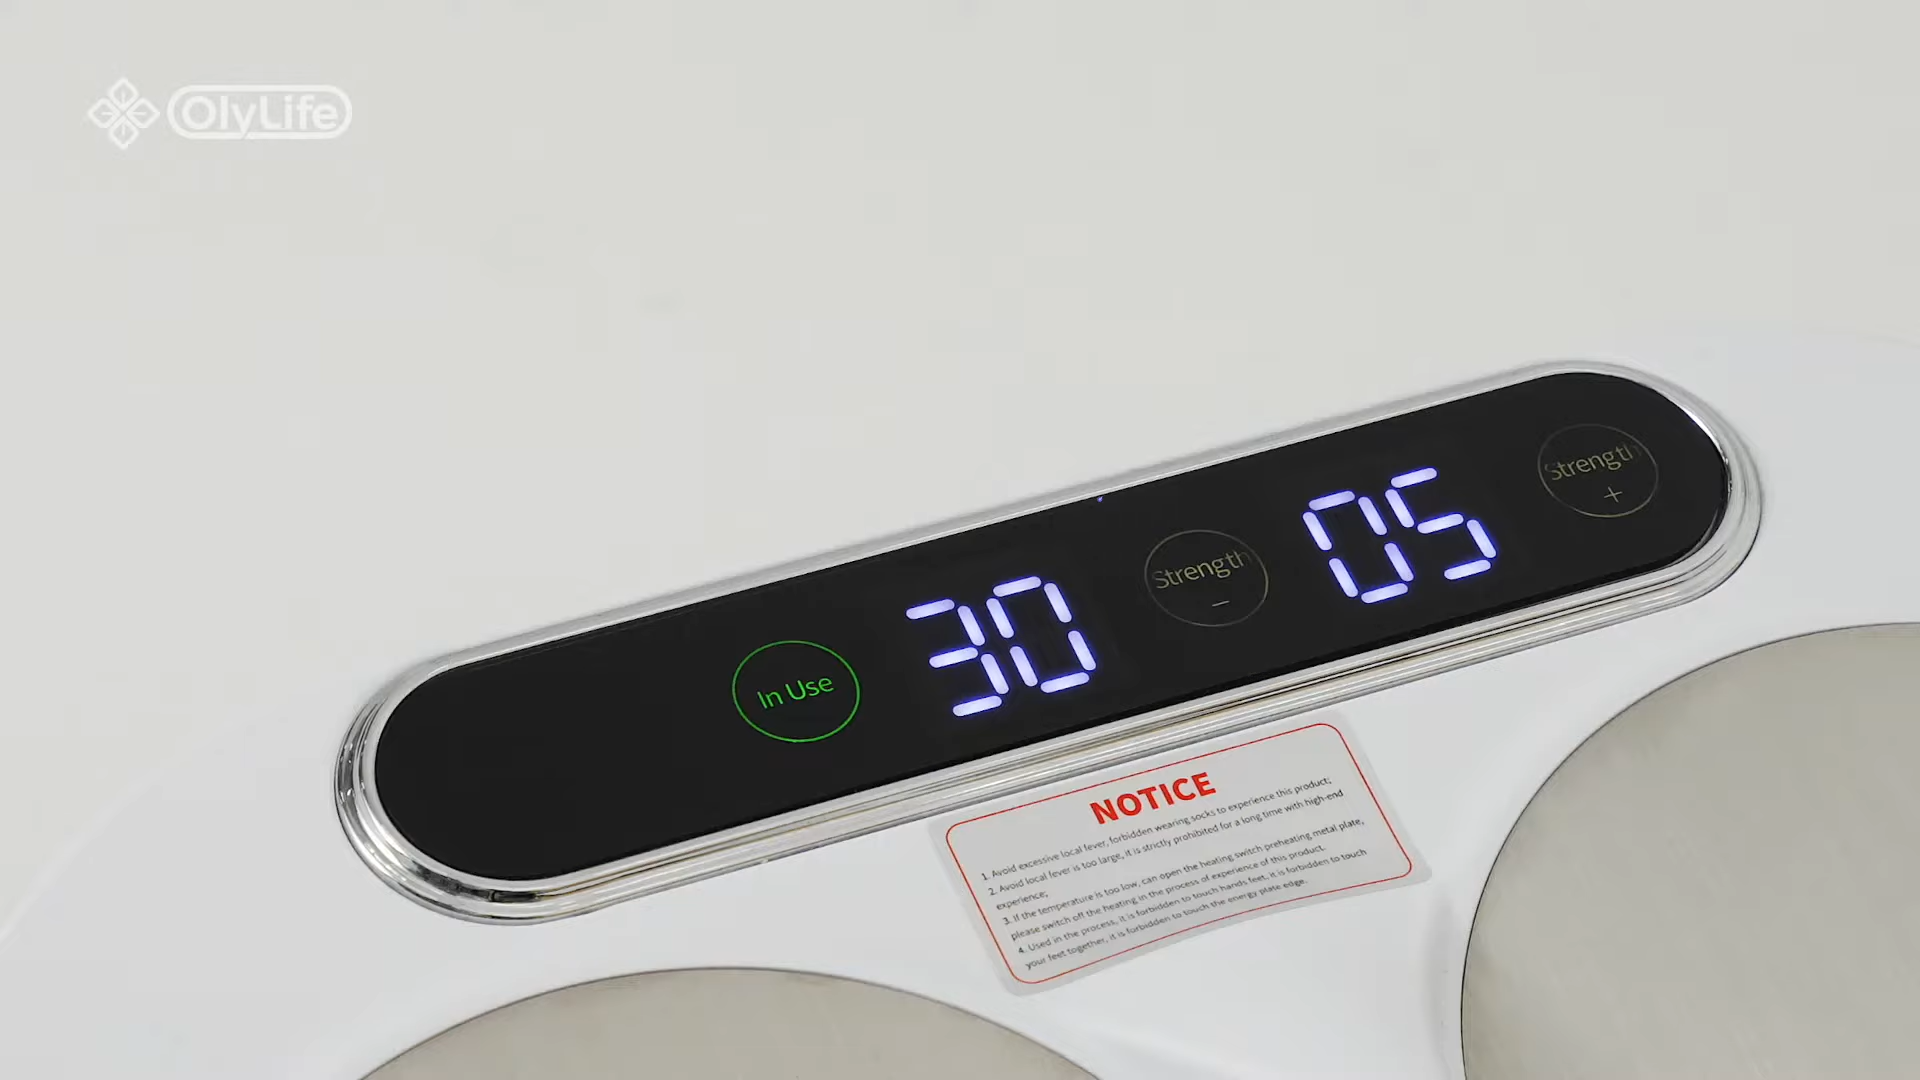 OlyLife
In Use
30
Strength
−
05
Strength
+
NOTICE
1. Avoid excessive local fever, forbidden wearing socks to experience this product;
2. Avoid local fever is too large, it is strictly prohibited for a long time with high-end
experience;
3. If the temperature is too low, can open the heating switch preheating metal plate,
please switch off the heating in the process of experience of this product.
4. Used in the process, it is forbidden to touch hands feet, it is forbidden to touch
your feet together, it is forbidden to touch the energy plate edge.